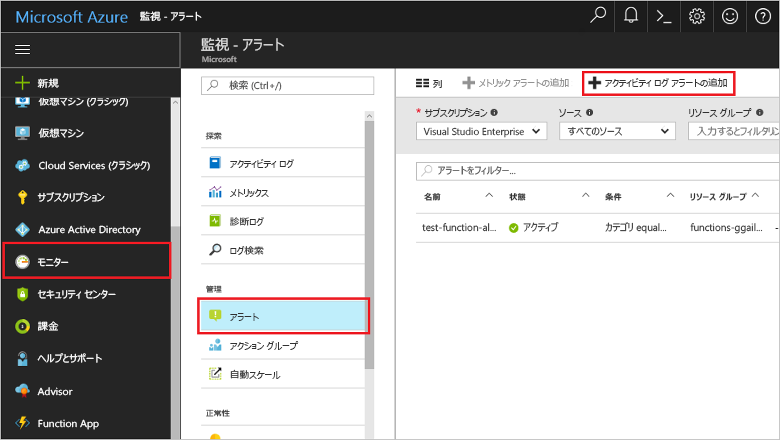 Microsoft Azure 監視 - アラート
監視 - アラート
Microsoft
新規
仮想マシン (クラシック)
仮想マシン
Cloud Services (クラシック)
サブスクリプション
Azure Active Directory
モニター
セキュリティ センター
課金
ヘルプとサポート
Advisor
Function App
検索 (Ctrl+/)
探索
アクティビティ ログ
メトリックス
診断ログ
ログ検索
管理
アラート
アクション グループ
自動スケール
正常性
列 メトリック アラートの追加 アクティビティ ログ アラートの追加
* サブスクリプション ソース リソース グループ
Visual Studio Enterprise すべてのソース 入力するとフィルタリン
アラートをフィルター...
名前 状態 条件 リソース グループ
test-function-al... アクティブ カテゴリ equal... functions-ggail... -